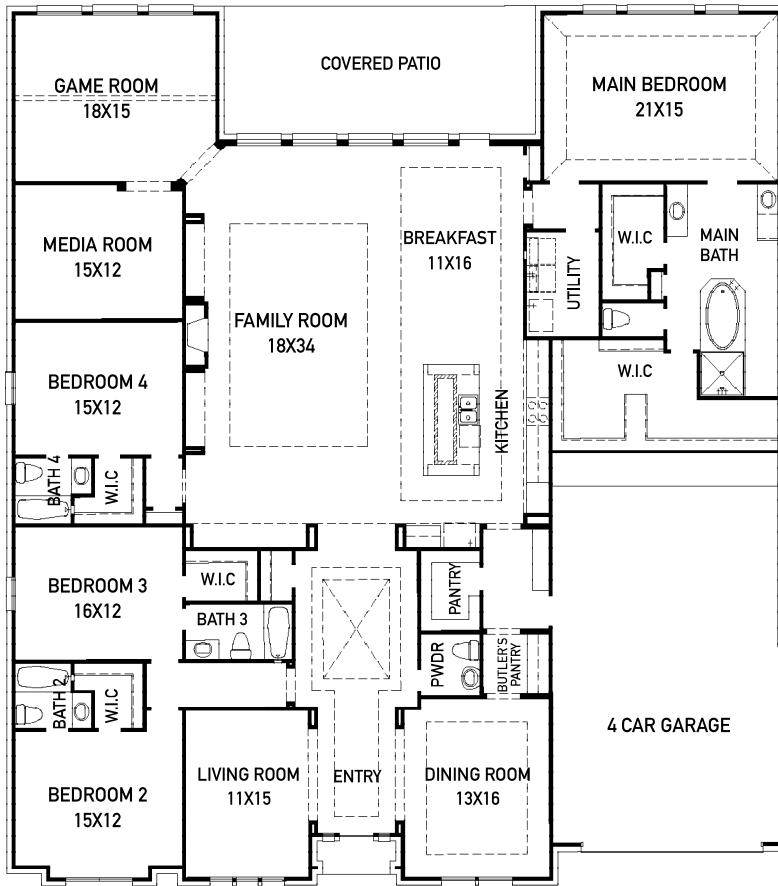 COVERED PATIO
GAME ROOM
18X15
MAIN BEDROOM
21X15
MEDIA ROOM
15X12
BREAKFAST
11X16
W.I.C
MAIN
BATH
UTILITY
FAMILY ROOM
18X34
BEDROOM 4
15X12
W.I.C
KITCHEN
BATH 4
W.I.C
BEDROOM 3
16X12
W.I.C
PANTRY
BATH 3
PWDR
BUTLER'S
PANTRY
BATH 2
W.I.C
4 CAR GARAGE
LIVING ROOM
11X15
ENTRY
DINING ROOM
13X16
BEDROOM 2
15X12